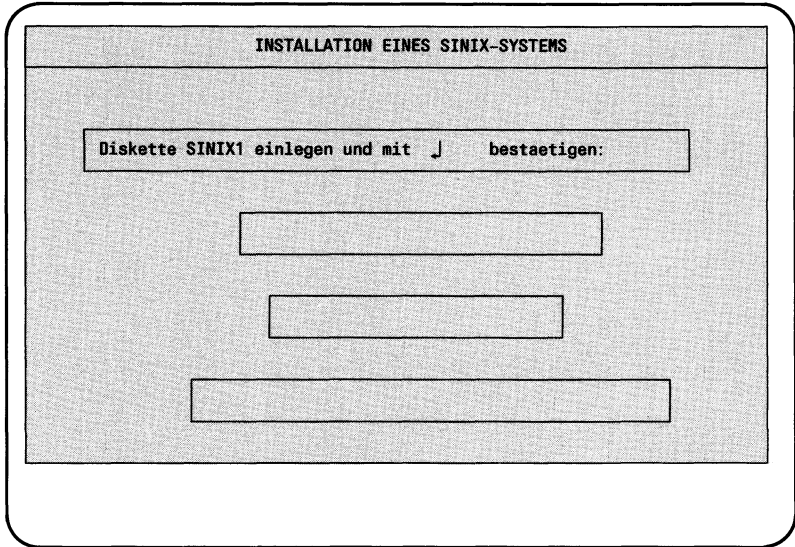 INSTALLATION EINES SINIX-SYSTEMS
Diskette SINIX1 einlegen und mit ↵ bestaetigen: